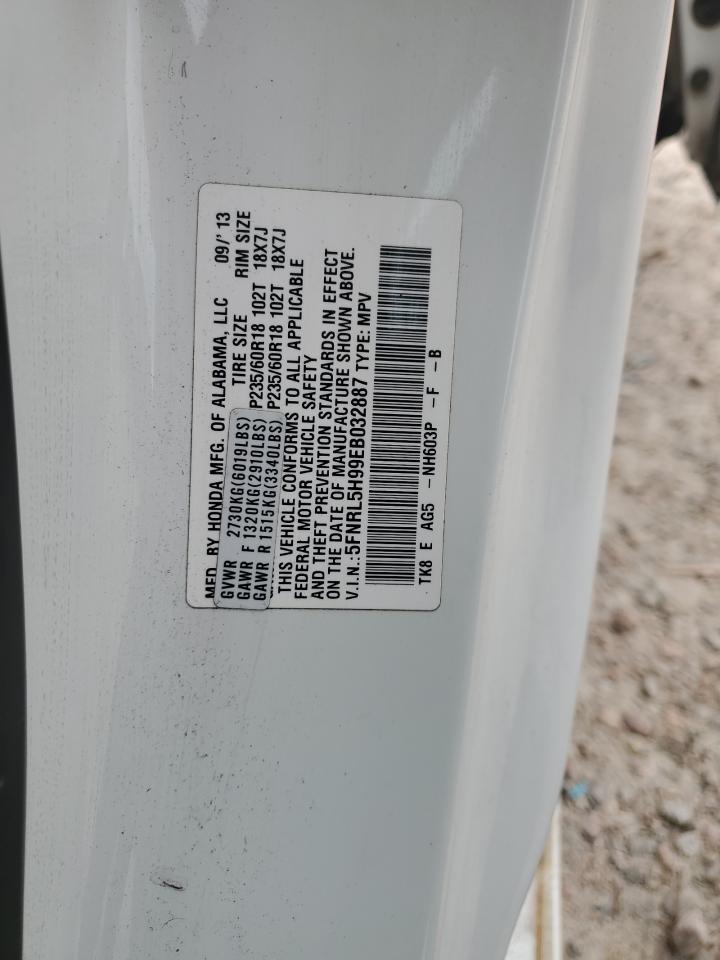 MFD. BY HONDA MFG. OF ALABAMA, LLC 09/' 13
GVWR 2730KG(6019LBS) TIRE SIZE RIM SIZE
GAWR F 1320KG(2910LBS) P235/60R18 102T 18X7J
GAWR R 1515KG(3340LBS) P235/60R18 102T 18X7J
THIS VEHICLE CONFORMS TO ALL APPLICABLE
FEDERAL MOTOR VEHICLE SAFETY
AND THEFT PREVENTION STANDARDS IN EFFECT
ON THE DATE OF MANUFACTURE SHOWN ABOVE.
V.I.N.:5FNRL5H99EB032887 TYPE: MPV
TK8 E AG5 - NH603P - F - B